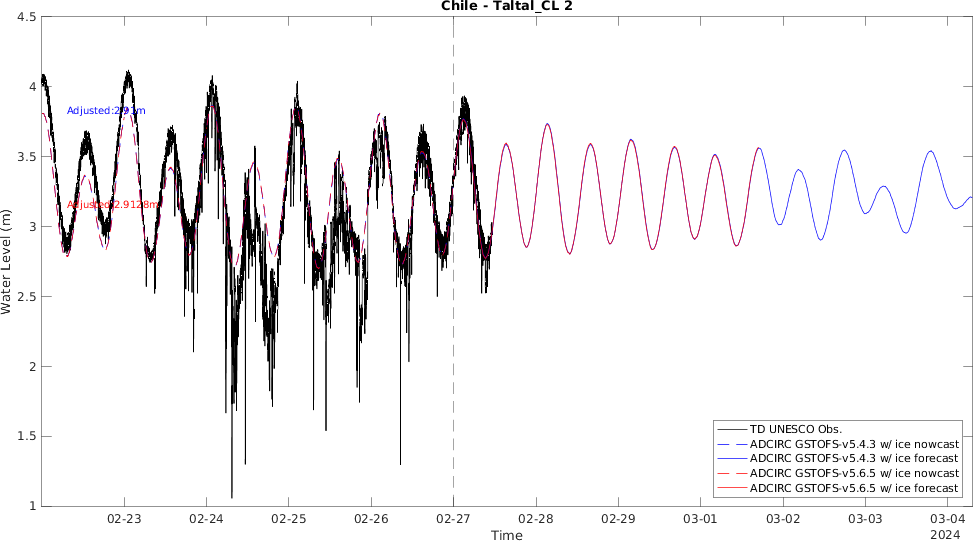 Chile - Taltal_CL 2
Water Level (m)
4.5
4
3.5
3
2.5
2
1.5
1
Adjusted:2.91m
Adjusted:2.9128m
TD UNESCO Obs.
ADCIRC GSTOFS-v5.4.3 w/ ice nowcast
ADCIRC GSTOFS-v5.4.3 w/ ice forecast
ADCIRC GSTOFS-v5.6.5 w/ ice nowcast
ADCIRC GSTOFS-v5.6.5 w/ ice forecast
02-23 02-24 02-25 02-26 02-27 02-28 02-29 03-01 03-02 03-03 03-04
2024
Time